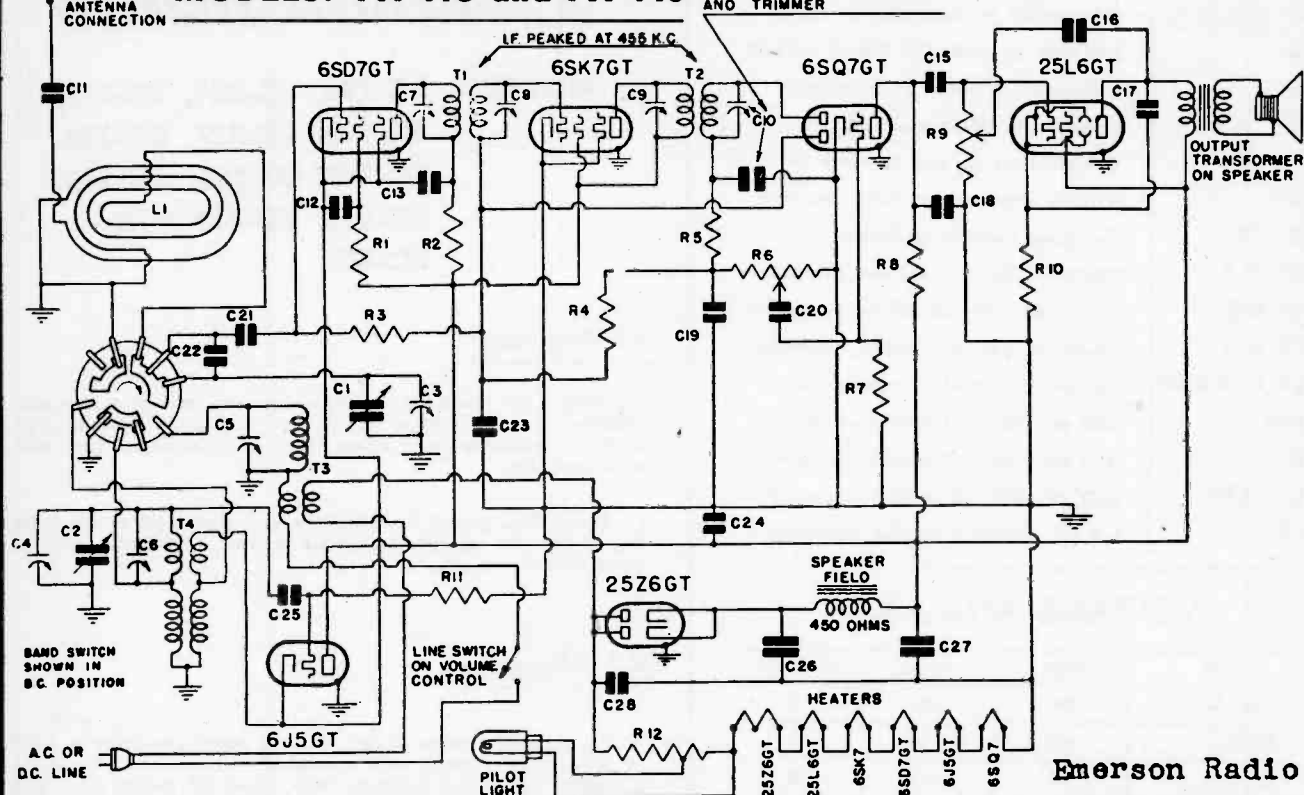 ANTENNA
CONNECTION
AND TRIMMER
I.F. PEAKED AT 455 K.C.
C16
6SD7GT
T1
6SK7GT
T2
6SQ7GT
C15
25L6GT
C11
C7
C8
C9
C10
C17
R9
OUTPUT
TRANSFORMER
ON SPEAKER
L1
C12
C13
C18
R1
R2
R5
R6
R8
R10
C21
R3
R4
C19
C20
C22
C1
C3
R7
C5
C23
T3
C24
C4
C2
C6
T4
R11
25Z6GT
SPEAKER
FIELD
450 OHMS
C25
C26
C27
BAND SWITCH
SHOWN IN
B.C. POSITION
LINE SWITCH
ON VOLUME
CONTROL
C28
HEATERS
6J5GT
R12
A.C. OR
D.C. LINE
PILOT
LIGHT
25Z6GT
25L6GT
6SK7
6SD7GT
6J5GT
6SQ7
Emerson Radio